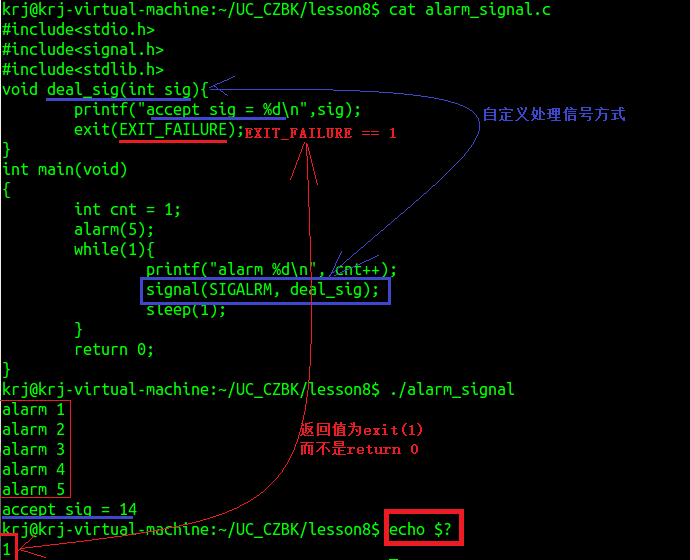 krj@krj-virtual-machine:~/UC_CZBK/lesson8$ cat alarm_signal.c
#include<stdio.h>
#include<signal.h>
#include<stdlib.h>
void deal_sig(int sig){
printf("accept sig = %d\n",sig);
自定义处理信号方式
exit(EXIT_FAILURE);
EXIT_FAILURE == 1
}
int main(void)
{
int cnt = 1;
alarm(5);
while(1){
printf("alarm %d\n", cnt++);
signal(SIGALRM, deal_sig);
sleep(1);
}
return 0;
}
krj@krj-virtual-machine:~/UC_CZBK/lesson8$ ./alarm_signal
alarm 1
alarm 2
alarm 3
alarm 4
alarm 5
返回值为exit(1)
而不是return 0
accept sig = 14
krj@krj-virtual-machine:~/UC_CZBK/lesson8$ echo $?
1